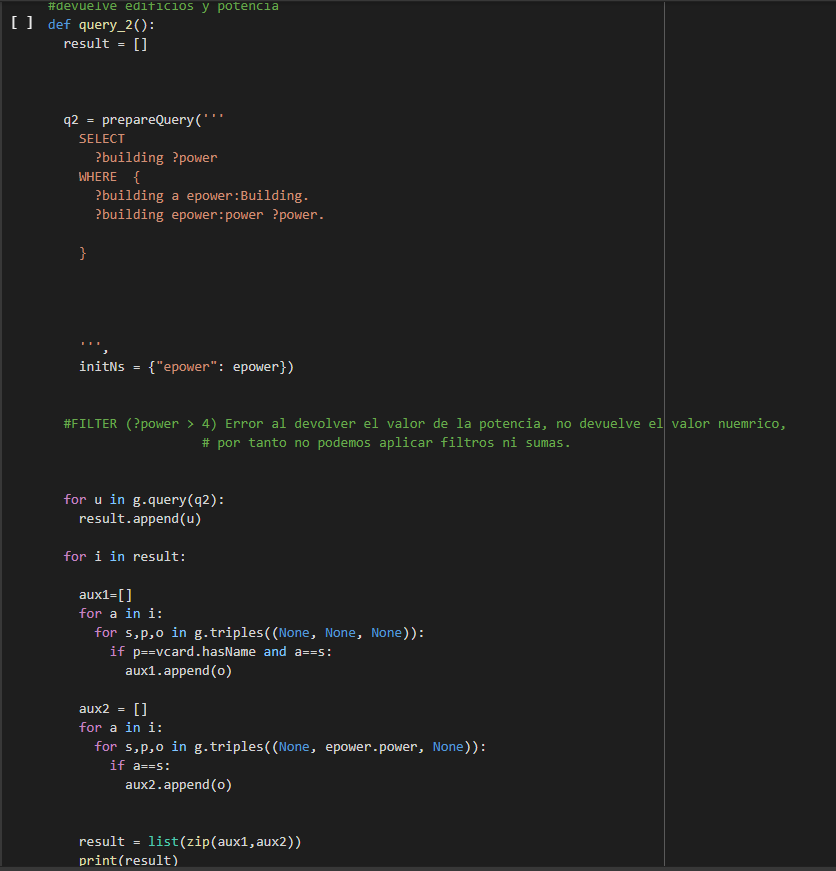 #devuelve edificios y potencia
[ ] def query_2():
result = []
q2 = prepareQuery('''
SELECT
?building ?power
WHERE {
?building a epower:Building.
?building epower:power ?power.
}
''',
initNs = {"epower": epower})
#FILTER (?power > 4) Error al devolver el valor de la potencia, no devuelve el valor nuemrico,
# por tanto no podemos aplicar filtros ni sumas.
for u in g.query(q2):
result.append(u)
for i in result:
aux1=[]
for a in i:
for s,p,o in g.triples((None, None, None)):
if p==vcard.hasName and a==s:
aux1.append(o)
aux2 = []
for a in i:
for s,p,o in g.triples((None, epower.power, None)):
if a==s:
aux2.append(o)
result = list(zip(aux1,aux2))
print(result)